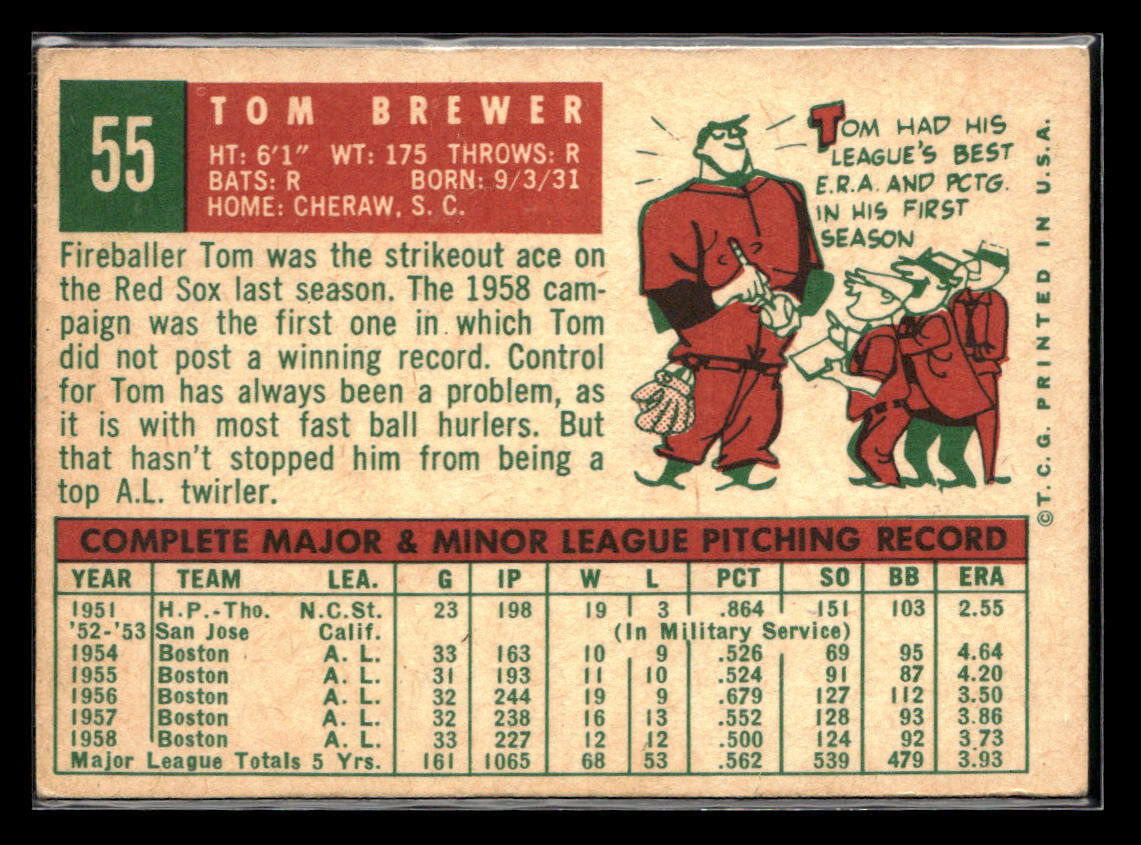 55
TOM BREWER
HT: 6'1" WT: 175 THROWS: R
BATS: R BORN: 9/3/31
HOME: CHERAW, S. C.
Fireballer Tom was the strikeout ace on
the Red Sox last season. The 1958 cam-
paign was the first one in which Tom
did not post a winning record. Control
for Tom has always been a problem, as
it is with most fast ball hurlers. But
that hasn't stopped him from being a
top A.L. twirler.
TOM HAD HIS
LEAGUE'S BEST
E.R.A. AND PCTG.
IN HIS FIRST
SEASON
©T. C. G. PRINTED IN U.S.A.
COMPLETE MAJOR & MINOR LEAGUE PITCHING RECORD
YEAR TEAM LEA. G IP W L PCT SO BB ERA
1951 H.P.-Tho. N.C.St. 23 198 19 3 .864 151 103 2.55
'52-'53 San Jose Calif. (In Military Service)
1954 Boston A. L. 33 163 10 9 .526 69 95 4.64
1955 Boston A. L. 31 193 11 10 .524 91 87 4.20
1956 Boston A. L. 32 244 19 9 .679 127 112 3.50
1957 Boston A. L. 32 238 16 13 .552 128 93 3.86
1958 Boston A. L. 33 227 12 12 .500 124 92 3.73
Major League Totals 5 Yrs. 161 1065 68 53 .562 539 479 3.93